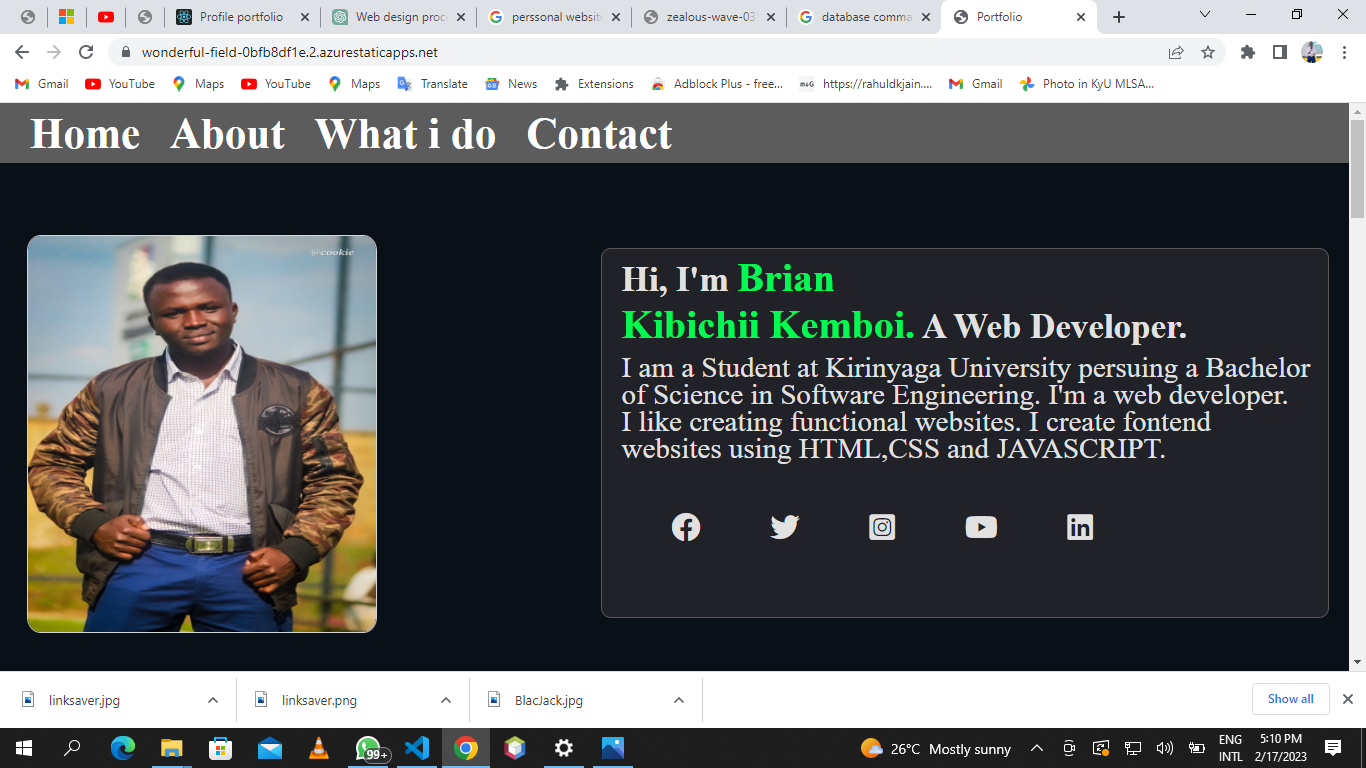 Profile portfolio
Web design proc
perssonal website
zealous-wave-03
database comma
Portfolio
wonderful-field-0bfb8df1e.2.azurestaticapps.net
Gmail YouTube Maps YouTube Maps Translate News Extensions Adblock Plus - free... https://rahuldkjain.... Gmail Photo in KyU MLSA...
Home About What i do Contact
@cookie
Hi, I'm Brian
Kibichii Kemboi. A Web Developer.
I am a Student at Kirinyaga University persuing a Bachelor
of Science in Software Engineering. I'm a web developer.
I like creating functional websites. I create fontend
websites using HTML,CSS and JAVASCRIPT.
linksaver.jpg
linksaver.png
BlacJack.jpg
Show all
99+
26°C Mostly sunny
ENG
INTL
5:10 PM
2/17/2023